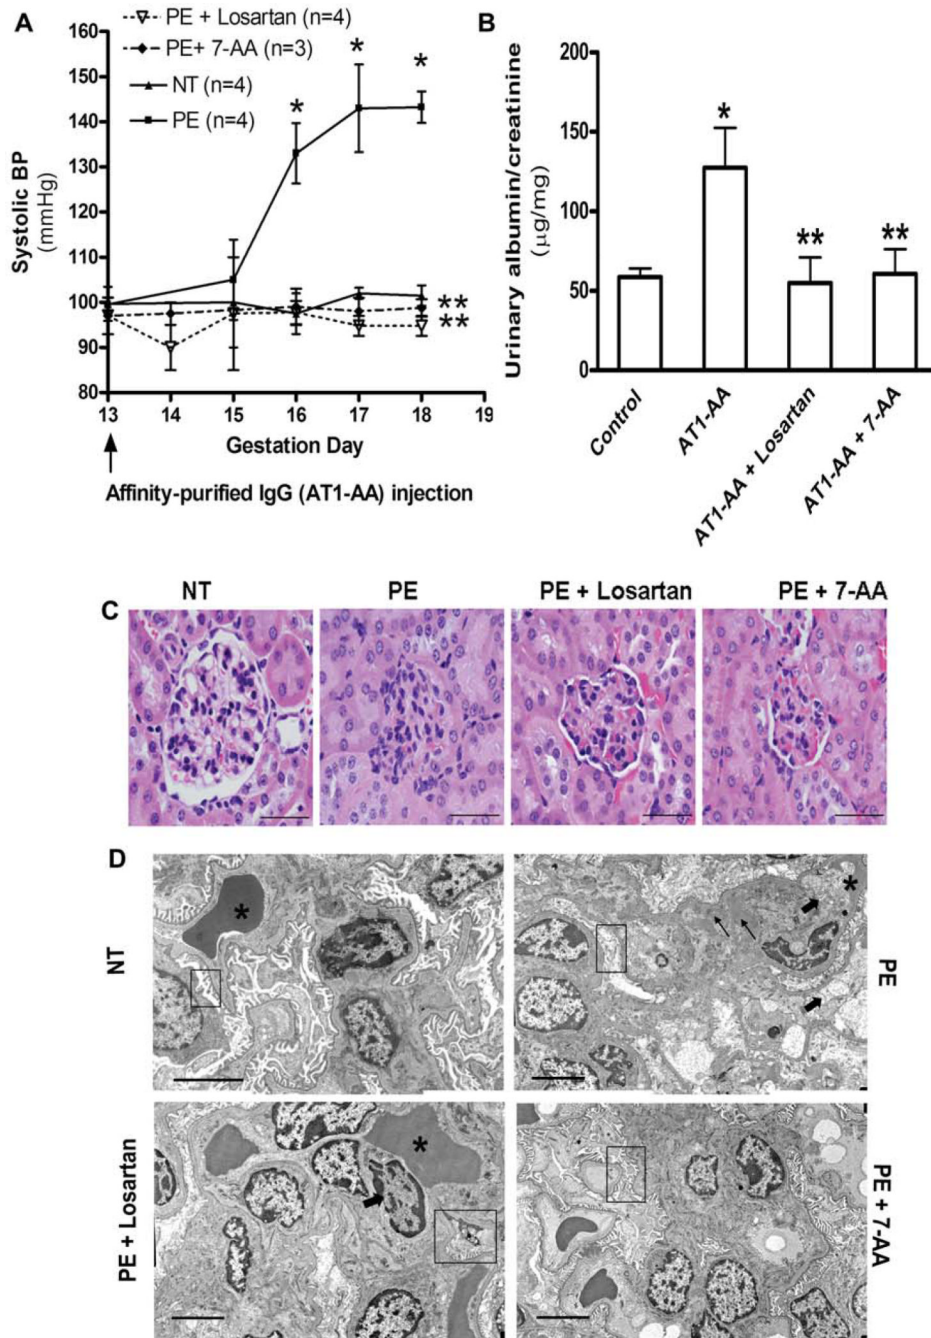 A
PE + Losartan (n=4)
PE+ 7-AA (n=3)
NT (n=4)
PE (n=4)
Systolic BP
(mmHg)
160
150
140
130
120
110
100
90
80
* * *
**
**
13 14 15 16 17 18 19
Gestation Day
Affinity-purified IgG (AT1-AA) injection
B
Urinary albumin/creatinine
(µg/mg)
200
150
100
50
0
*
**
**
Control
AT1-AA
AT1-AA + Losartan
AT1-AA + 7-AA
C
NT PE PE + Losartan PE + 7-AA
D
NT
*
PE
*
PE + Losartan
*
PE + 7-AA